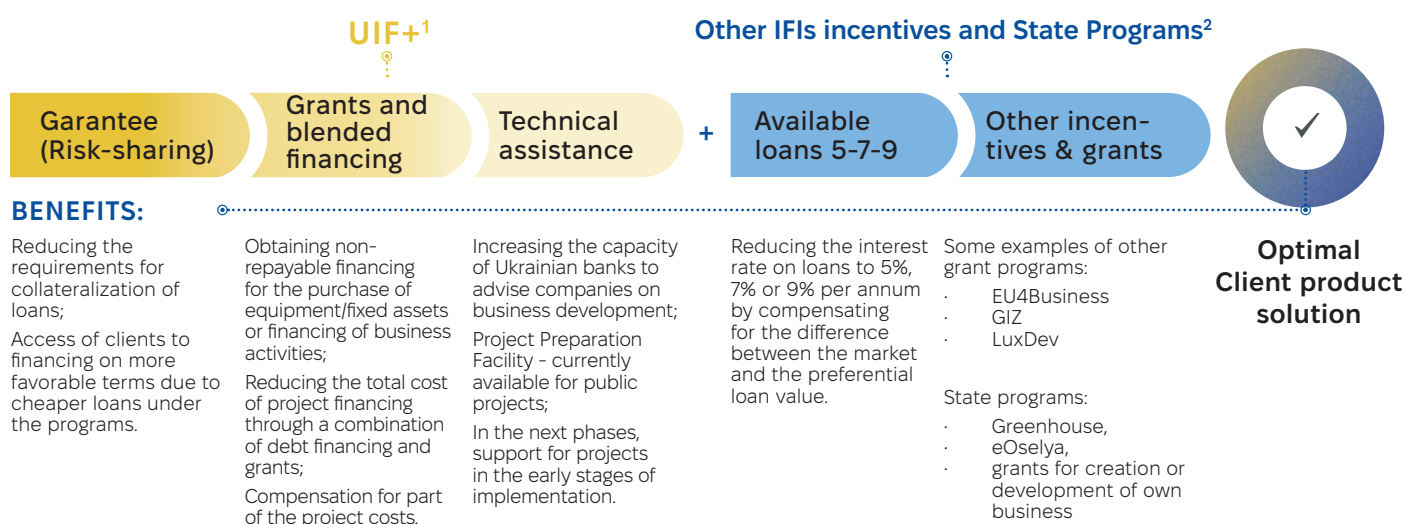 UIF+¹
Other IFIs incentives and State Programs²
Garantee
(Risk-sharing)
Grants and
blended
financing
Technical
assistance
+
Available
loans 5-7-9
Other incen-
tives & grants
BENEFITS:
Reducing the
requirements for
collateralization of
loans;
Access of clients to
financing on more
favorable terms due to
cheaper loans under
the programs.
Obtaining non-
repayable financing
for the purchase of
equipment/fixed assets
or financing of business
activities;
Reducing the total cost
of project financing
through a combination
of debt financing and
grants;
Compensation for part
of the project costs.
Increasing the capacity
of Ukrainian banks to
advise companies on
business development;
Project Preparation
Facility - currently
available for public
projects;
In the next phases,
support for projects
in the early stages of
implementation.
Reducing the interest
rate on loans to 5%,
7% or 9% per annum
by compensating
for the difference
between the market
and the preferential
loan value.
Some examples of other
grant programs:
· EU4Business
· GIZ
· LuxDev
State programs:
· Greenhouse,
· eOselya,
· grants for creation or
development of own
business
Optimal
Client product
solution